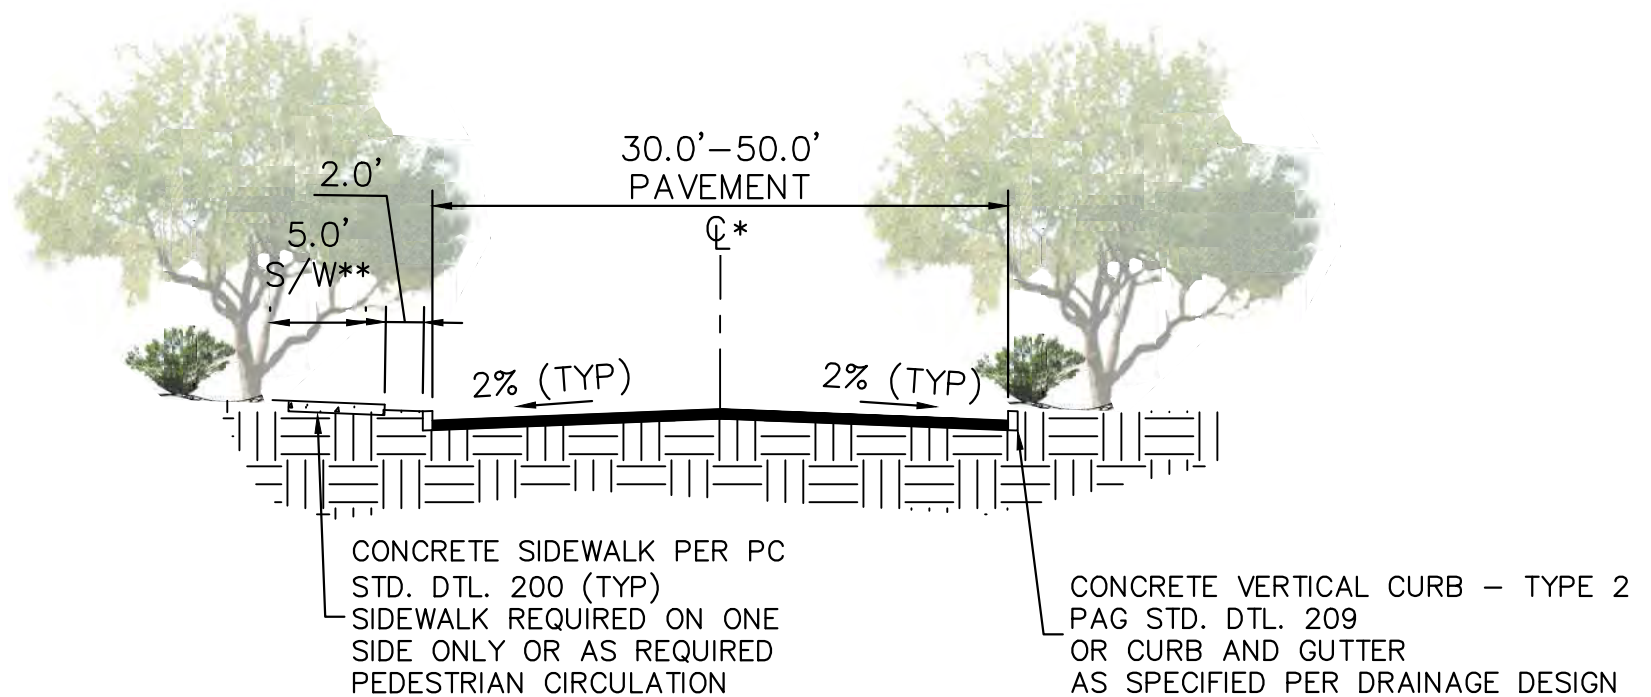 30.0'-50.0'
PAVEMENT
℄*
2.0'
5.0'
S/W**
2% (TYP)
2% (TYP)
CONCRETE SIDEWALK PER PC
STD. DTL. 200 (TYP)
SIDEWALK REQUIRED ON ONE
SIDE ONLY OR AS REQUIRED
PEDESTRIAN CIRCULATION
CONCRETE VERTICAL CURB – TYPE 2
PAG STD. DTL. 209
OR CURB AND GUTTER
AS SPECIFIED PER DRAINAGE DESIGN